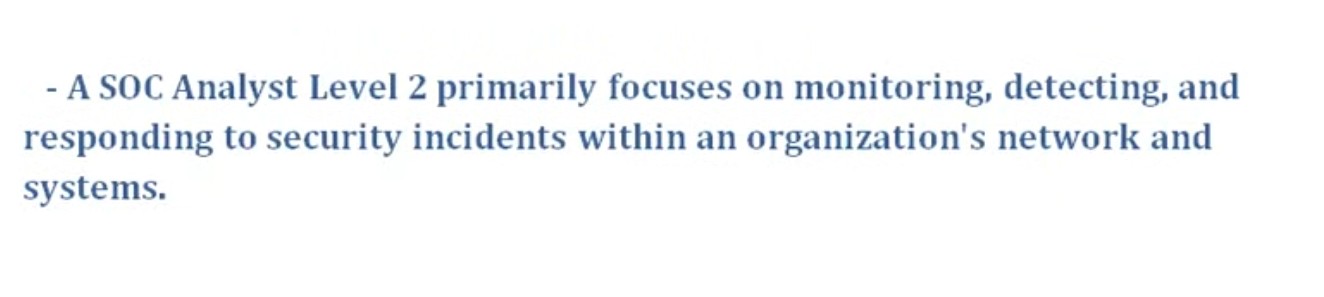 - A SOC Analyst Level 2 primarily focuses on monitoring, detecting, and
responding to security incidents within an organization's network and
systems.